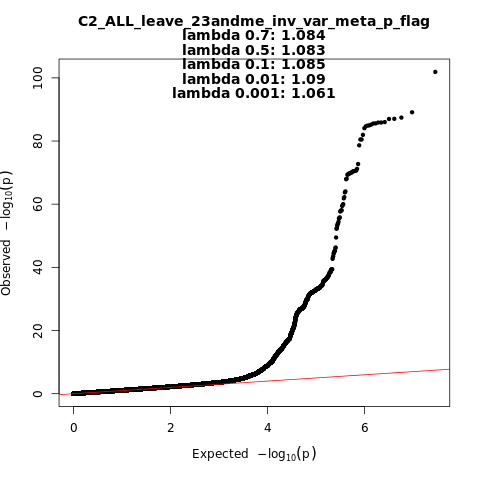 C2_ALL_leave_23andme_inv_var_meta_p_flag
lambda 0.7: 1.084
lambda 0.5: 1.083
lambda 0.1: 1.085
lambda 0.01: 1.09
lambda 0.001: 1.061
100
80
60
40
20
0
Observed −log10(p)
0 2 4 6
Expected −log10(p)